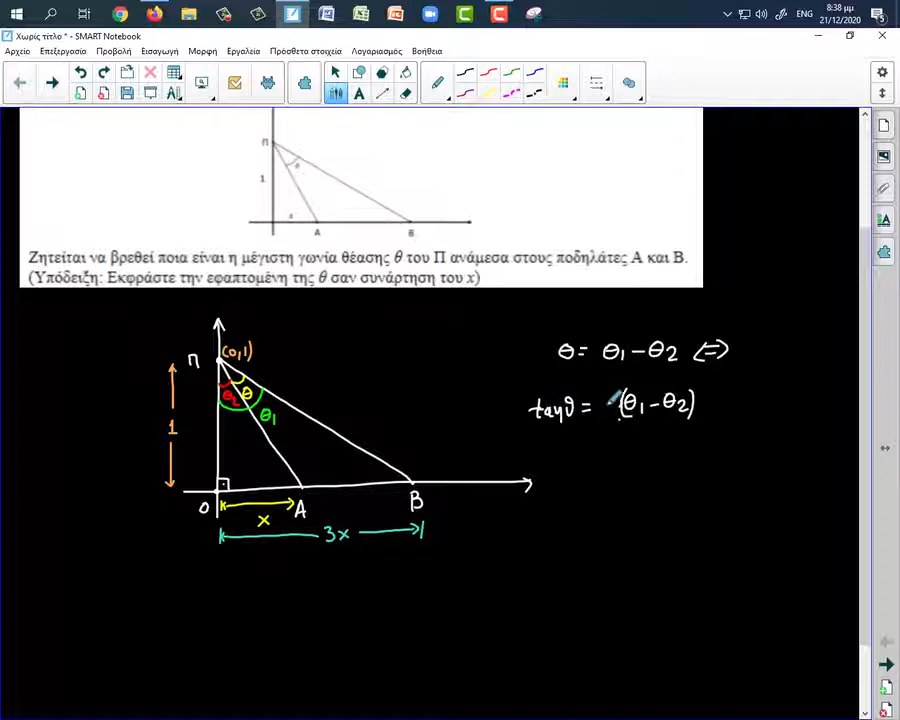 8:38 μμ
ENG
21/12/2020
5
Χωρίς τίτλο * - SMART Notebook
Αρχείο Επεξεργασία Προβολή Εισαγωγή Μορφή Εργαλεία Πρόσθετα στοιχεία Λογαριασμός Βοήθεια
Π
θ
1
x
A
B
Ζητείται να βρεθεί ποια είναι η μέγιστη γωνία θέασης θ του Π ανάμεσα στους ποδηλάτες Α και Β.
(Υπόδειξη: Εκφράστε την εφαπτομένη της θ σαν συνάρτηση του x)
Π (0,1)
θ2 θ
θ1
1
0 A B
x
3x
θ = θ1 - θ2 <=>
tanθ = (θ1 - θ2)